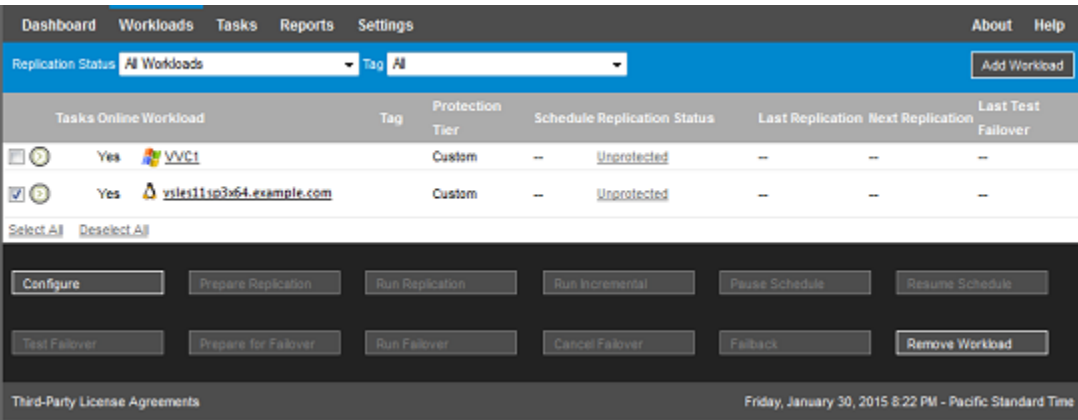 Dashboard Workloads Tasks Reports Settings About Help
Replication Status All Workloads Tag All Add Workload
Tasks Online Workload Tag Protection Tier Schedule Replication Status Last Replication Next Replication Last Test Failover
Yes VVC1 Custom -- Unprotected -- -- --
Yes vsles11sp3x64.example.com Custom -- Unprotected -- -- --
Select All Deselect All
Configure Prepare Replication Run Replication Run Incremental Pause Schedule Resume Schedule
Test Failover Prepare for Failover Run Failover Cancel Failover Failback Remove Workload
Third-Party License Agreements Friday, January 30, 2015 8:22 PM - Pacific Standard Time